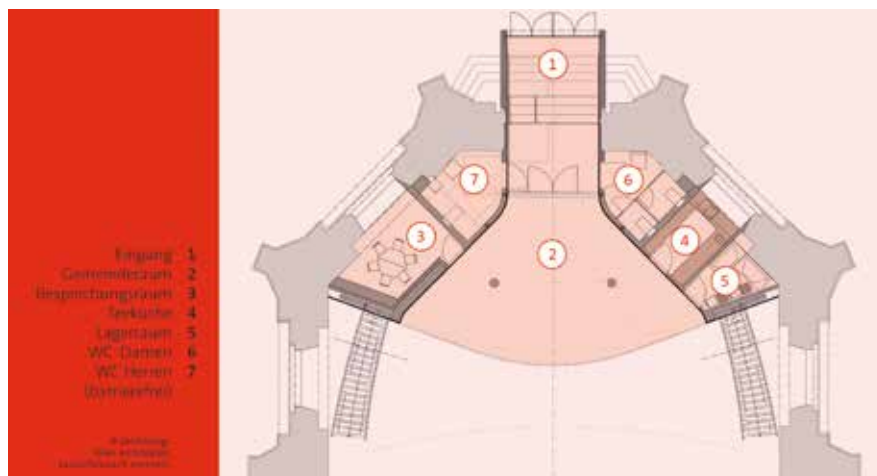 Eingang 1
Gemeinderaum 2
Besprechungsraum 3
Teeküche 4
Lagerraum 5
WC Damen 6
WC Herren 7
(barrierefrei)
1
7
6
3
4
2
5